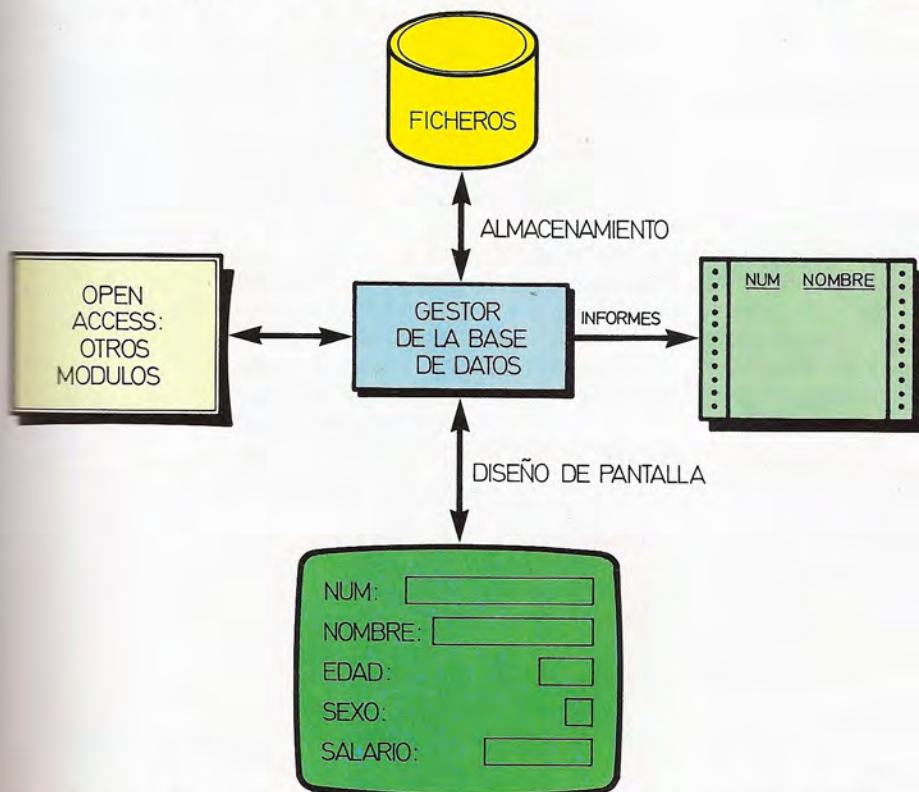 FICHEROS
ALMACENAMIENTO
OPEN
ACCESS:
OTROS
MODULOS
GESTOR
DE LA BASE
DE DATOS
INFORMES
NUM NOMBRE
DISEÑO DE PANTALLA
NUM:
NOMBRE:
EDAD:
SEXO:
SALARIO: